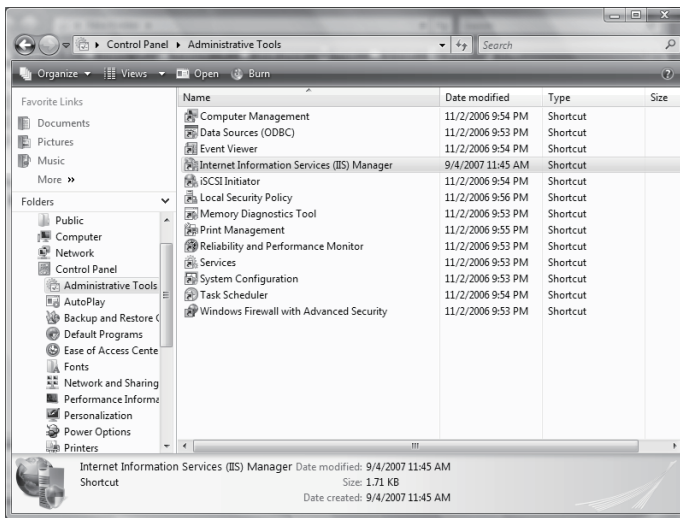 Control Panel ▸ Administrative Tools
Search
Organize Views Open Burn
Favorite Links
Documents
Pictures
Music
More »
Folders
Public
Computer
Network
Control Panel
Administrative Tools
AutoPlay
Backup and Restore C
Default Programs
Ease of Access Cente
Fonts
Network and Sharing
Performance Informa
Personalization
Power Options
Printers
Name Date modified Type Size
Computer Management 11/2/2006 9:54 PM Shortcut
Data Sources (ODBC) 11/2/2006 9:53 PM Shortcut
Event Viewer 11/2/2006 9:54 PM Shortcut
Internet Information Services (IIS) Manager 9/4/2007 11:45 AM Shortcut
iSCSI Initiator 11/2/2006 9:54 PM Shortcut
Local Security Policy 11/2/2006 9:56 PM Shortcut
Memory Diagnostics Tool 11/2/2006 9:53 PM Shortcut
Print Management 11/2/2006 9:55 PM Shortcut
Reliability and Performance Monitor 11/2/2006 9:53 PM Shortcut
Services 11/2/2006 9:53 PM Shortcut
System Configuration 11/2/2006 9:53 PM Shortcut
Task Scheduler 11/2/2006 9:54 PM Shortcut
Windows Firewall with Advanced Security 11/2/2006 9:53 PM Shortcut
Internet Information Services (IIS) Manager Date modified: 9/4/2007 11:45 AM
Shortcut Size: 1.71 KB
Date created: 9/4/2007 11:45 AM